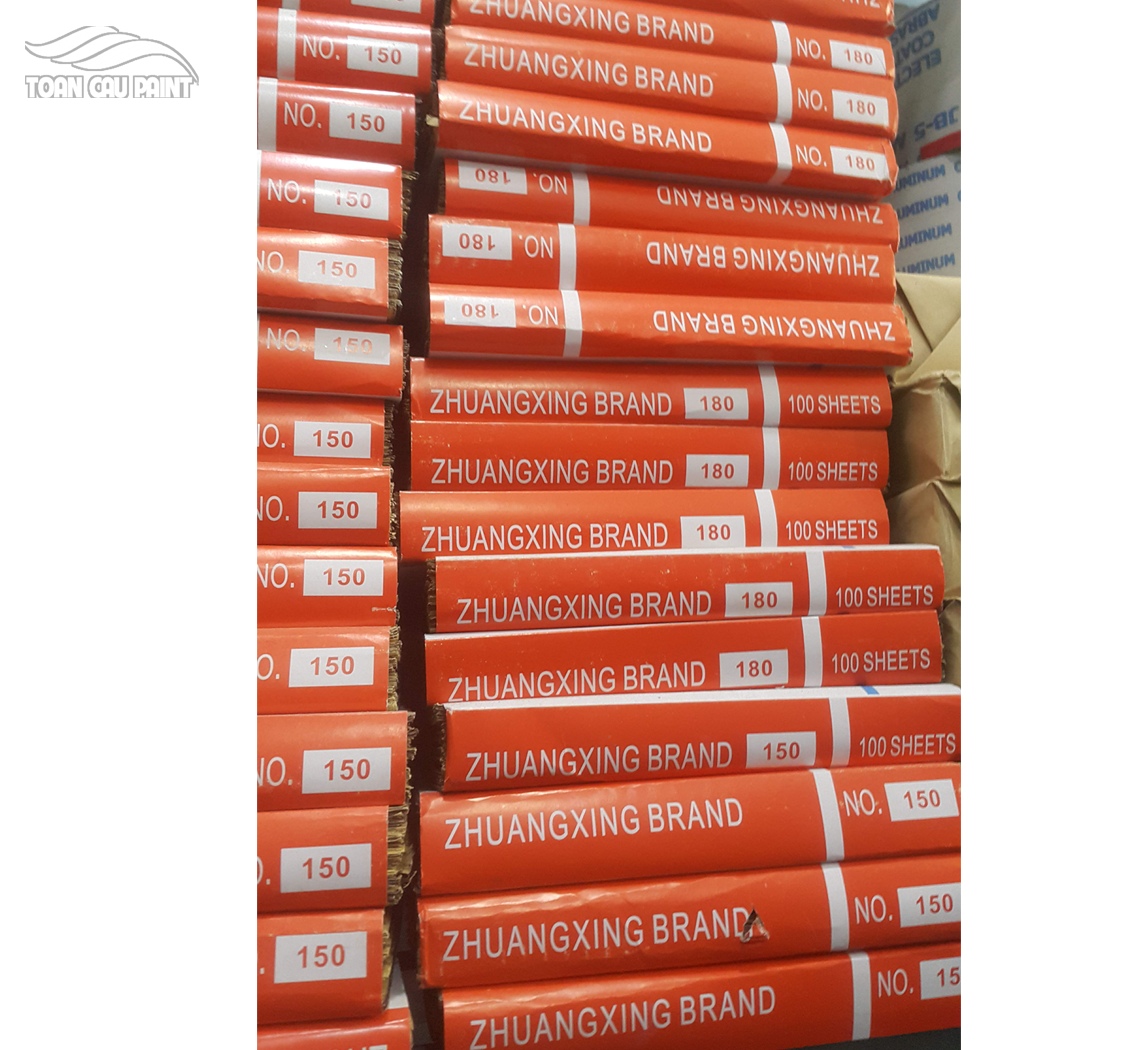 TOAN CAU PAINT
NO. 150
NO. 150
NO. 150
NO. 150
NO. 150
NO. 150
NO. 150
NO. 150
150
NO. 150
150
150
ZHUANGXING BRAND NO. 180
ZHUANGXING BRAND NO. 180
ZHUANGXING BRAND NO. 180
ZHUANGXING BRAND NO. 180
ZHUANGXING BRAND NO. 180
ZHUANGXING BRAND NO. 180
ZHUANGXING BRAND 180 100 SHEETS
ZHUANGXING BRAND 180 100 SHEETS
ZHUANGXING BRAND 180 100 SHEETS
ZHUANGXING BRAND 180 100 SHEETS
ZHUANGXING BRAND 180 100 SHEETS
ZHUANGXING BRAND 150 100 SHEETS
ZHUANGXING BRAND NO. 150
ZHUANGXING BRAND NO. 150
ZHUANGXING BRAND NO. 15